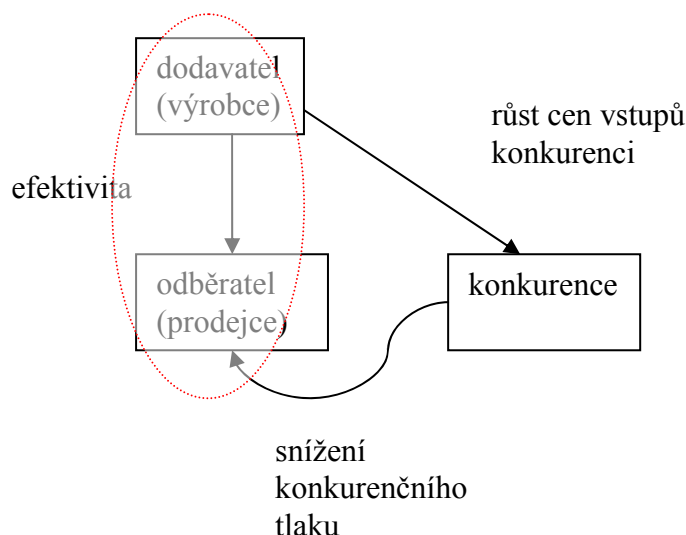 dodavatel
(výrobce)
růst cen vstupů
konkurenci
efektivita
odběratel
(prodejce)
konkurence
snížení
konkurenčního
tlaku